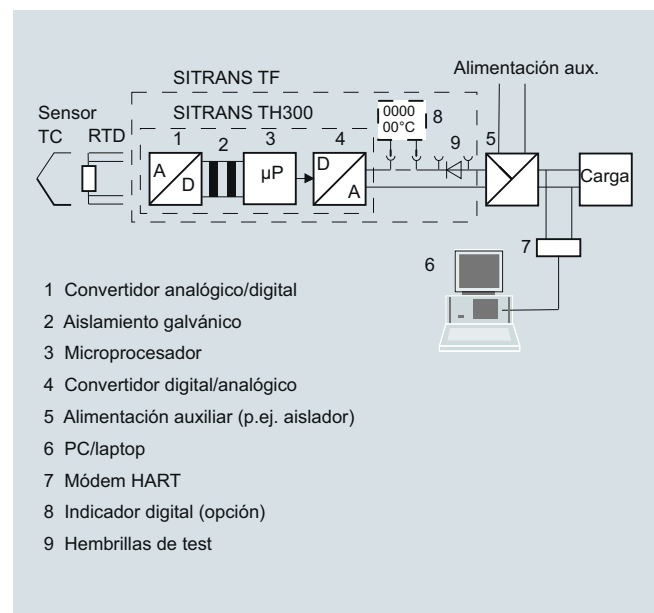 SITRANS TF
Alimentación aux.
Sensor
TC RTD
SITRANS TH300
0000
00°C
8
1 2 3 4
9 5
A
D
µP
D
A
Carga
7
6
1 Convertidor analógico/digital
2 Aislamiento galvánico
3 Microprocesador
4 Convertidor digital/analógico
5 Alimentación auxiliar (p.ej. aislador)
6 PC/laptop
7 Módem HART
8 Indicador digital (opción)
9 Hembrillas de test